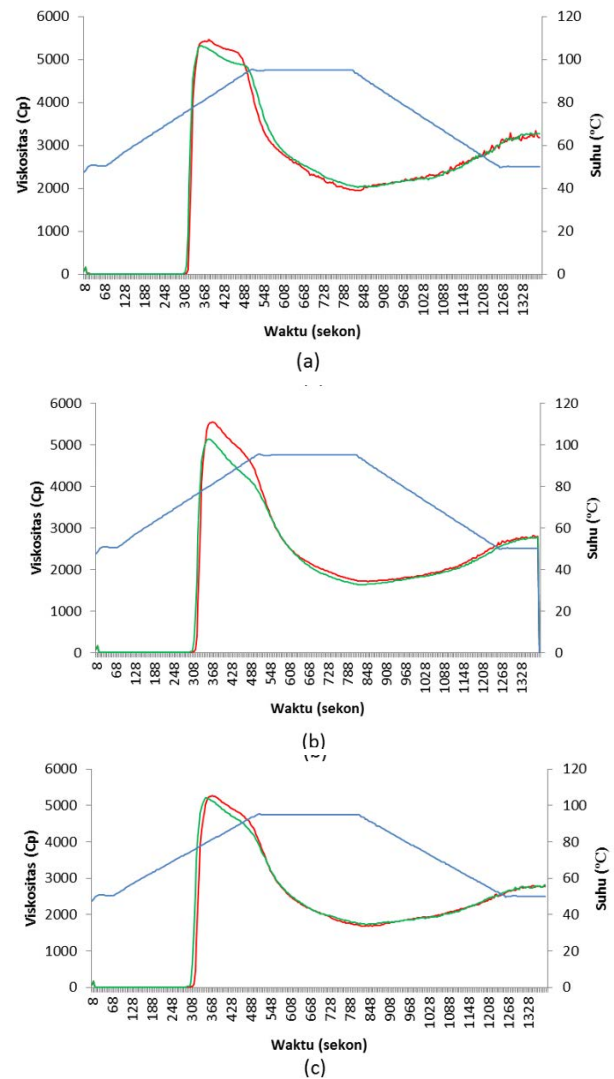 6000 5000 4000 3000 2000 1000 0
Viskositas (Cp)
120 100 80 60 40 20 0
Suhu (°C)
8 68 128 188 248 308 368 428 488 548 608 668 728 788 848 908 968 1028 1088 1148 1208 1268 1328
Waktu (sekon)
(a)
6000 5000 4000 3000 2000 1000 0
Viskositas (Cp)
120 100 80 60 40 20 0
Suhu (°C)
8 68 128 188 248 308 368 428 488 548 608 668 728 788 848 908 968 1028 1088 1148 1208 1268 1328
Waktu (sekon)
(b)
6000 5000 4000 3000 2000 1000 0
Viskositas (Cp)
120 100 80 60 40 20 0
Suhu (°C)
8 68 128 188 248 308 368 428 488 548 608 668 728 788 848 908 968 1028 1088 1148 1208 1268 1328
Waktu (sekon)
(c)